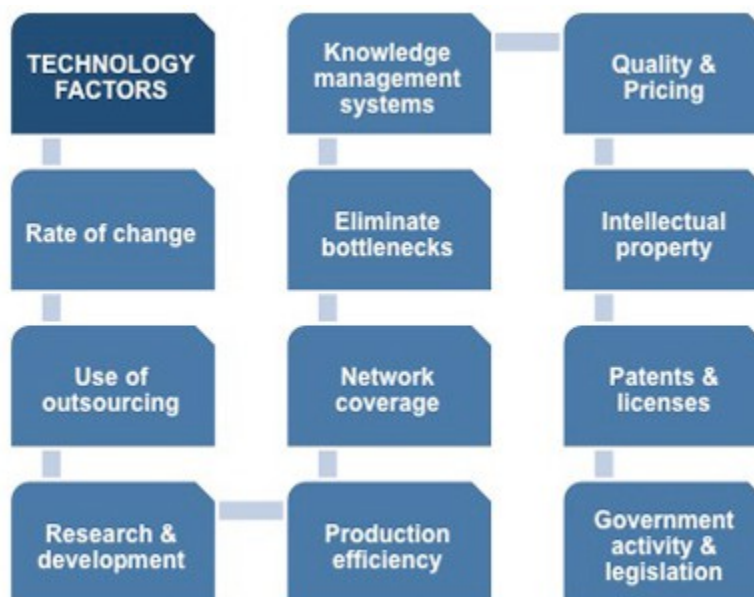 TECHNOLOGY
FACTORS
Rate of change
Use of
outsourcing
Research &
development
Production
efficiency
Network
coverage
Eliminate
bottlenecks
Knowledge
management
systems
Quality &
Pricing
Intellectual
property
Patents &
licenses
Government
activity &
legislation